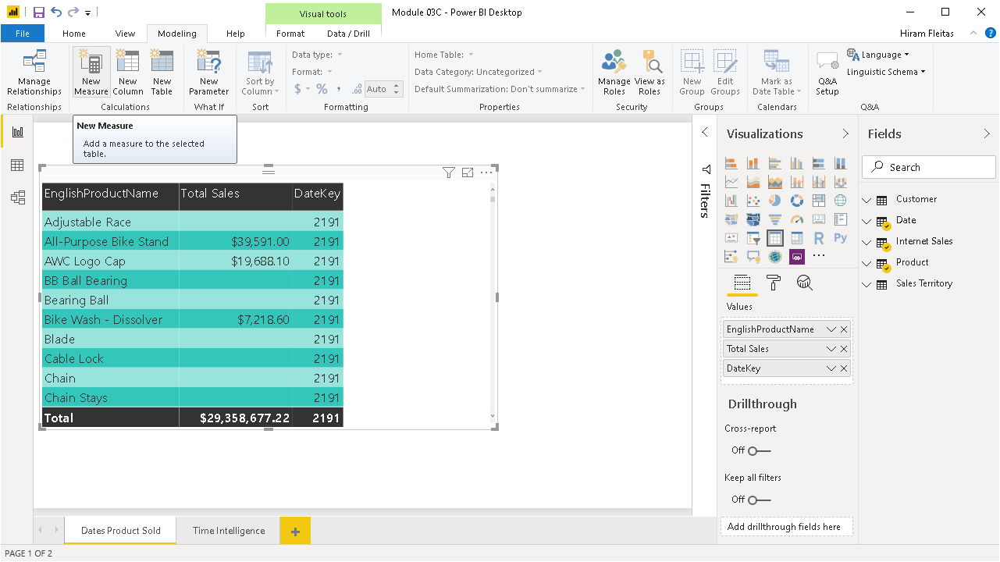 Visual tools
Module 03C - Power BI Desktop
File
Home
View
Modeling
Help
Format
Data / Drill
Hiram Fleitas
?
Manage
Relationships
Relationships
New
Measure
New
Column
New
Table
Calculations
New
Parameter
What If
Sort by
Column
Sort
Data type:
Format:
$ % , .00 Auto
Formatting
Home Table:
Data Category: Uncategorized
Default Summarization: Don't summarize
Properties
Manage
Roles
View as
Roles
Security
New
Group
Edit
Groups
Groups
Mark as
Date Table
Calendars
Q&A
Setup
Language
Linguistic Schema
Q&A
New Measure
Add a measure to the selected
table.
EnglishProductName Total Sales DateKey
Adjustable Race 2191
All-Purpose Bike Stand $39,591.00 2191
AWC Logo Cap $19,688.10 2191
BB Ball Bearing 2191
Bearing Ball 2191
Bike Wash - Dissolver $7,218.60 2191
Blade 2191
Cable Lock 2191
Chain 2191
Chain Stays 2191
Total $29,358,677.22 2191
Filters
Visualizations
R Py
Values
EnglishProductName
Total Sales
DateKey
Drillthrough
Cross-report
Off
Keep all filters
Off
Add drillthrough fields here
Fields
Search
Customer
Date
Internet Sales
Product
Sales Territory
Dates Product Sold
Time Intelligence
+
PAGE 1 OF 2